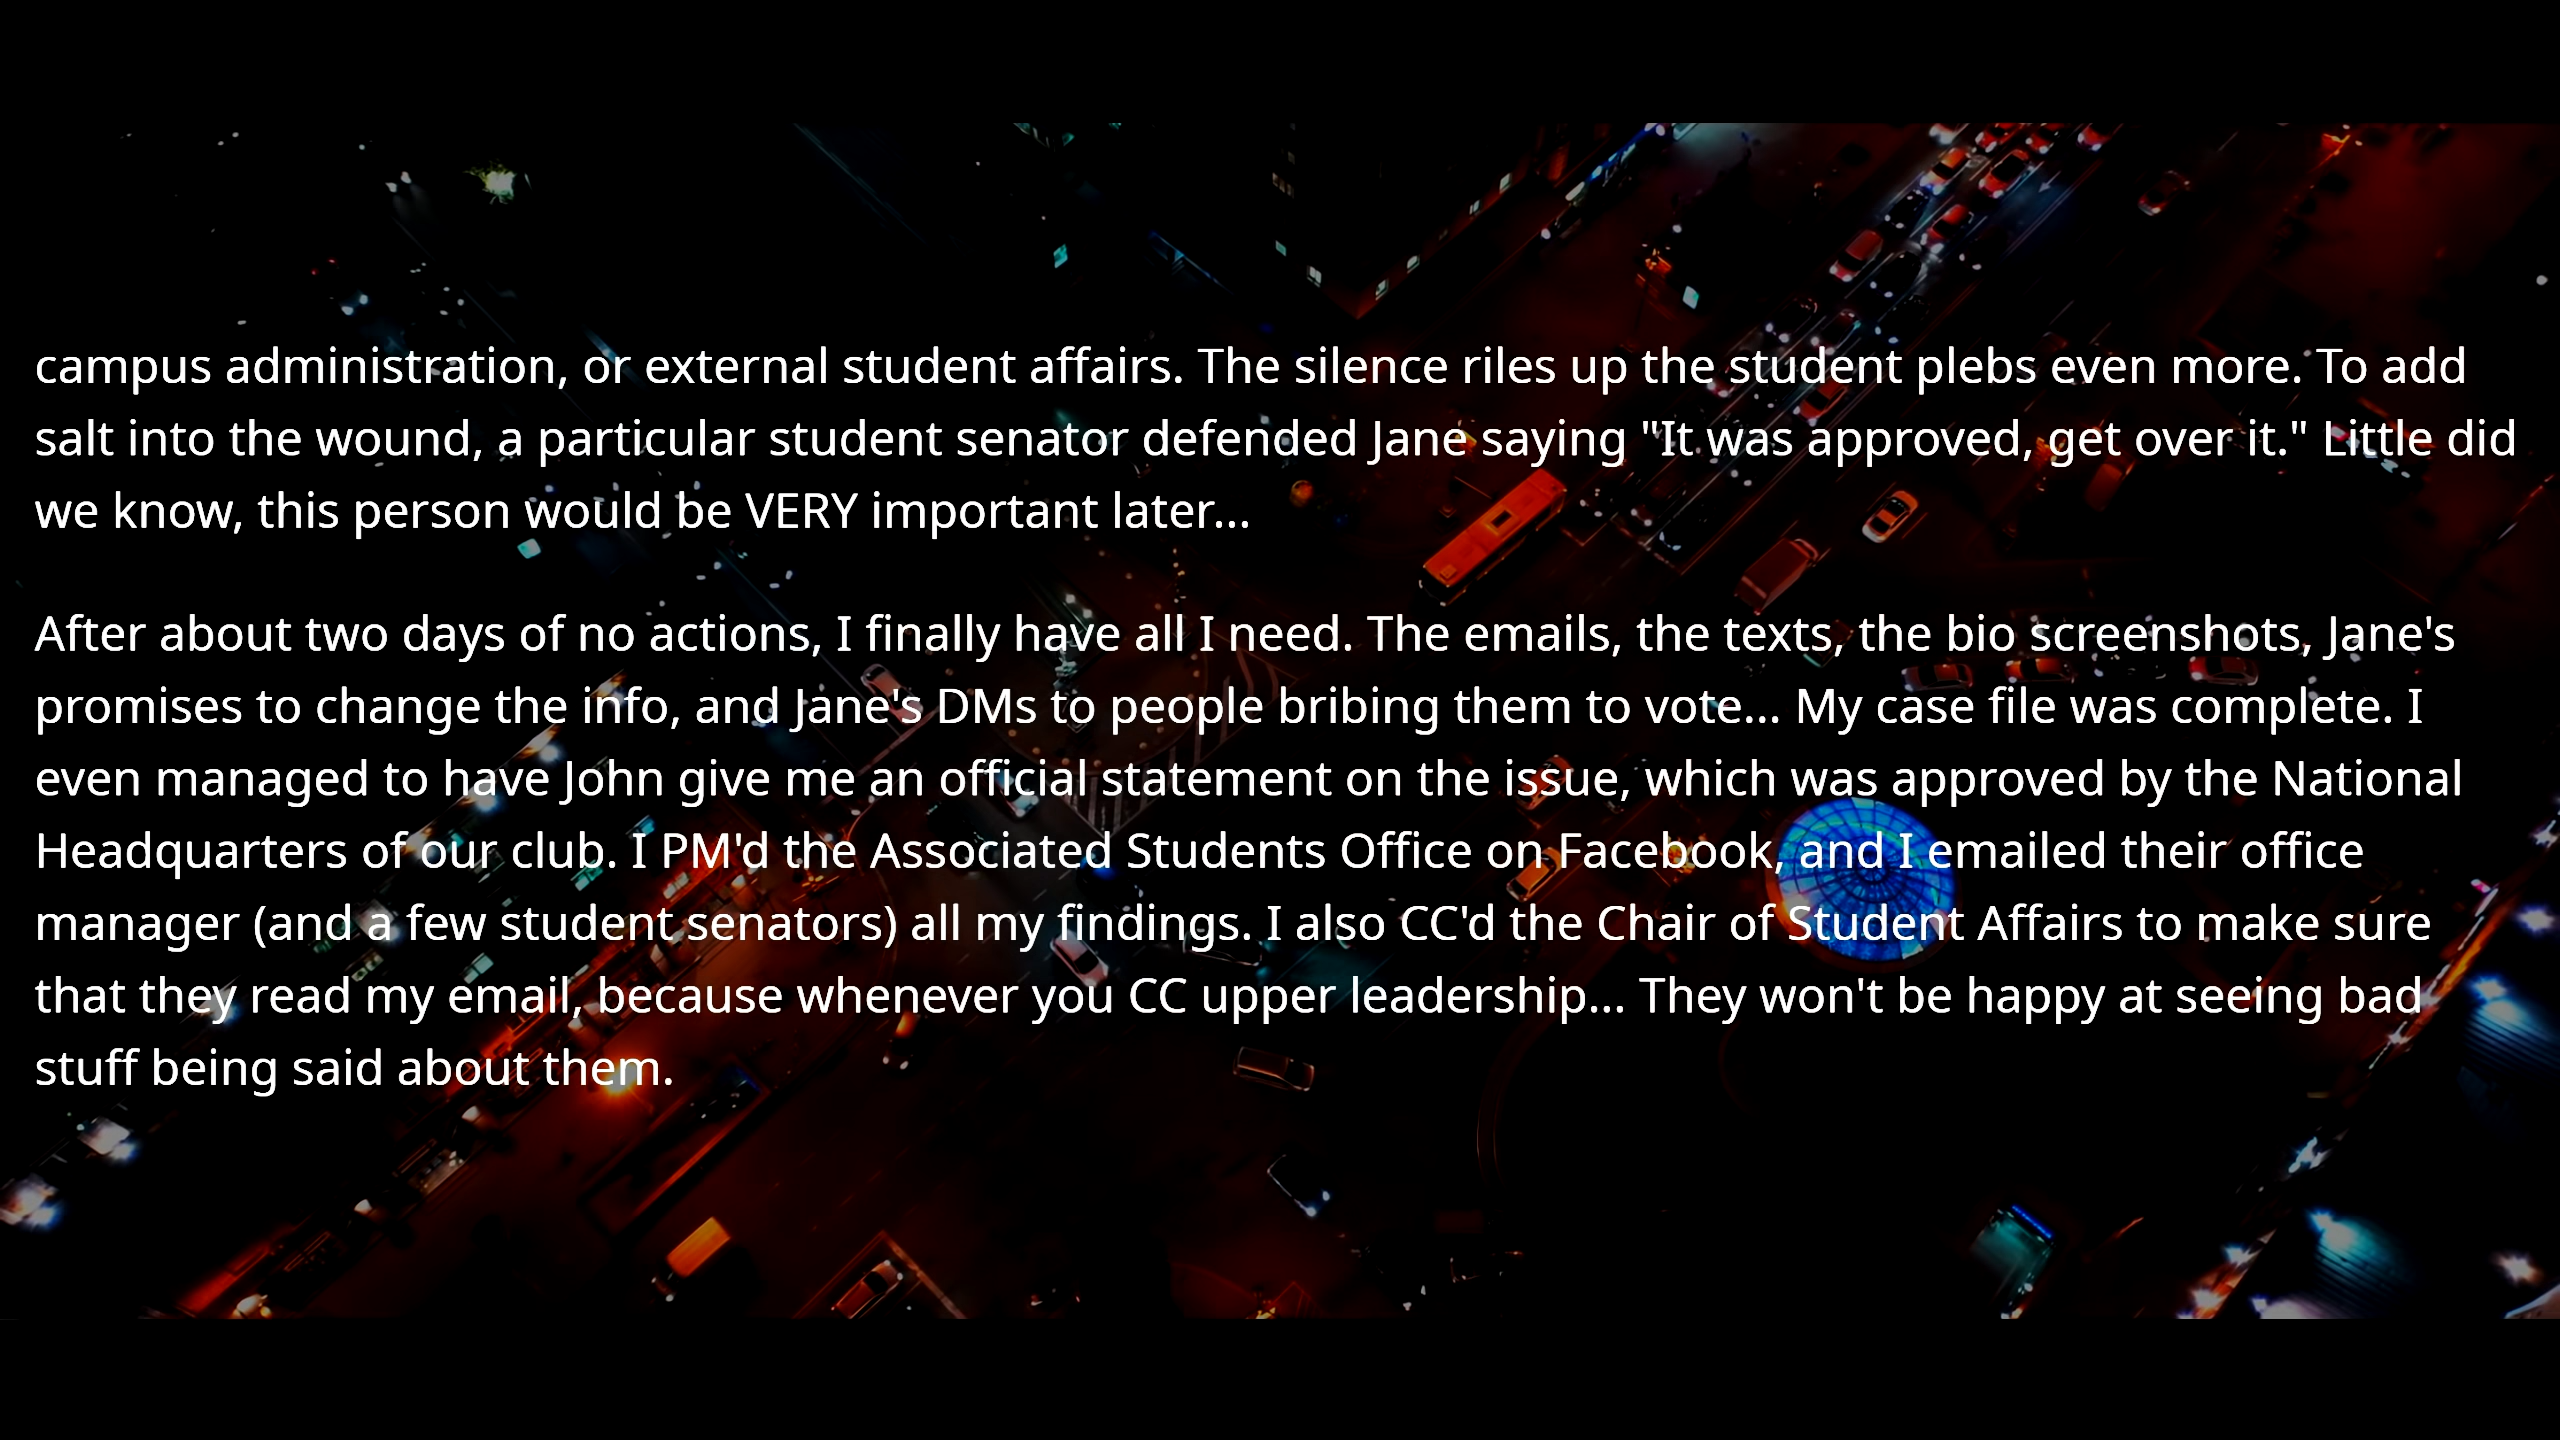 campus administration, or external student affairs. The silence riles up the student plebs even more. To add
salt into the wound, a particular student senator defended Jane saying "It was approved, get over it." Little did
we know, this person would be VERY important later...
After about two days of no actions, I finally have all I need. The emails, the texts, the bio screenshots, Jane's
promises to change the info, and Jane's DMs to people bribing them to vote... My case file was complete. I
even managed to have John give me an official statement on the issue, which was approved by the National
Headquarters of our club. I PM'd the Associated Students Office on Facebook, and I emailed their office
manager (and a few student senators) all my findings. I also CC'd the Chair of Student Affairs to make sure
that they read my email, because whenever you CC upper leadership... They won't be happy at seeing bad
stuff being said about them.